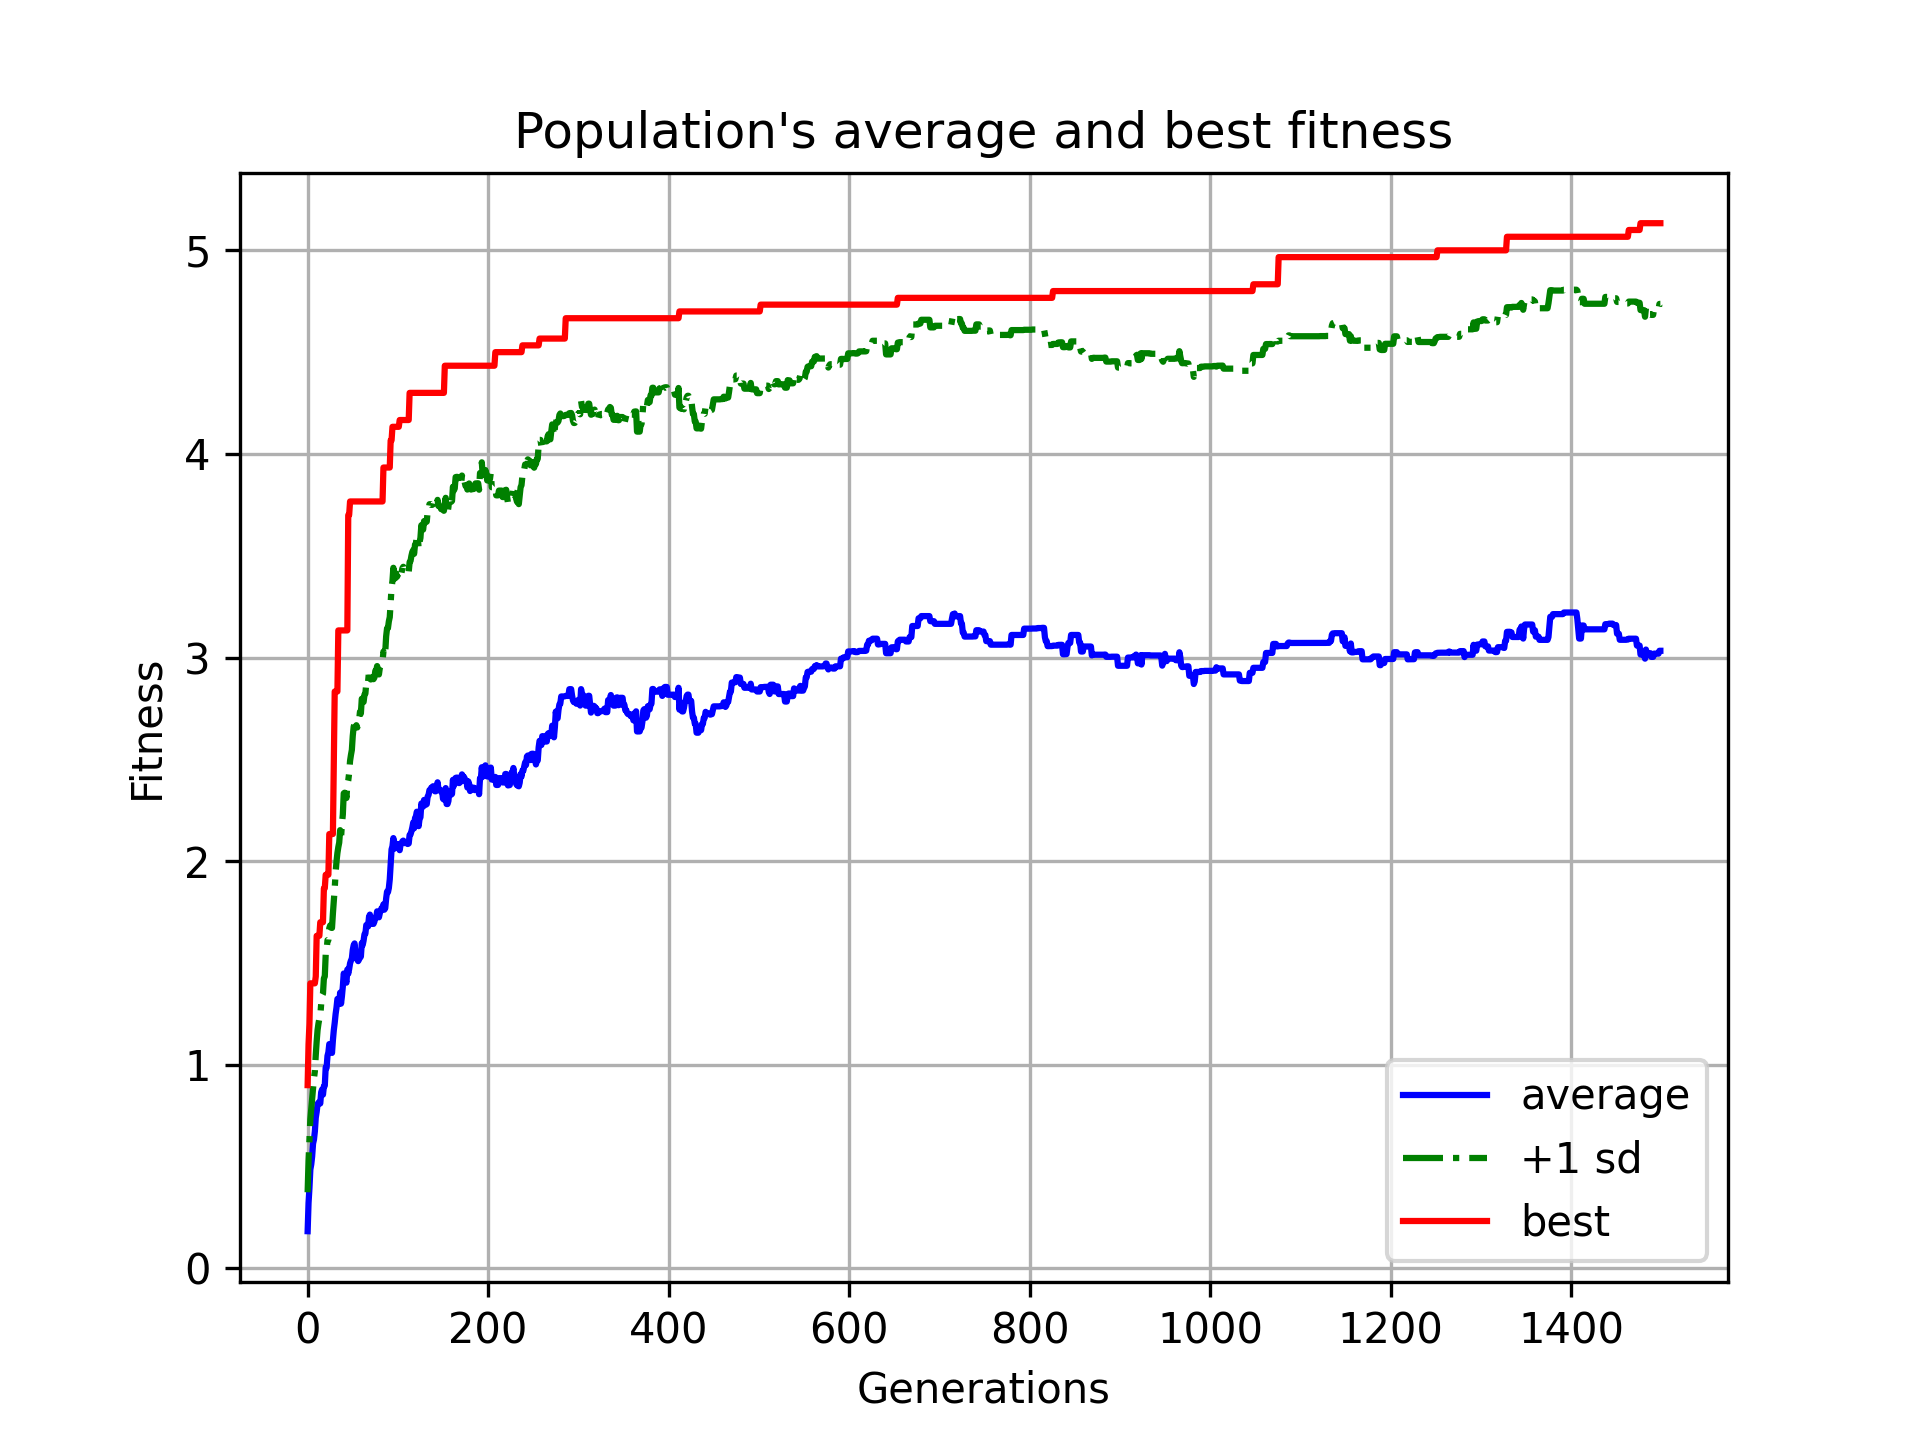 Population's average and best fitness
5
4
3
2
1
0
Fitness
average
+1 sd
best
0 200 400 600 800 1000 1200 1400
Generations